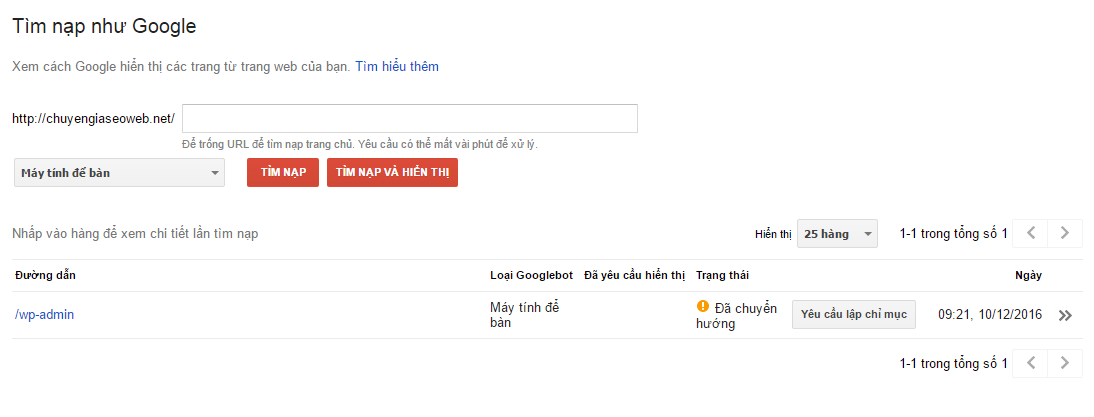 Tìm nạp như Google
Xem cách Google hiển thị các trang từ trang web của bạn. Tìm hiểu thêm
http://chuyengiaseoweb.net/
Để trống URL để tìm nạp trang chủ. Yêu cầu có thể mất vài phút để xử lý.
Máy tính để bàn TÌM NẠP TÌM NẠP VÀ HIỂN THỊ
Nhấp vào hàng để xem chi tiết lần tìm nạp Hiển thị 25 hàng 1-1 trong tổng số 1
Đường dẫn Loại Googlebot Đã yêu cầu hiển thị Trạng thái Ngày
/wp-admin Máy tính để bàn Đã chuyển hướng Yêu cầu lập chỉ mục 09:21, 10/12/2016
1-1 trong tổng số 1